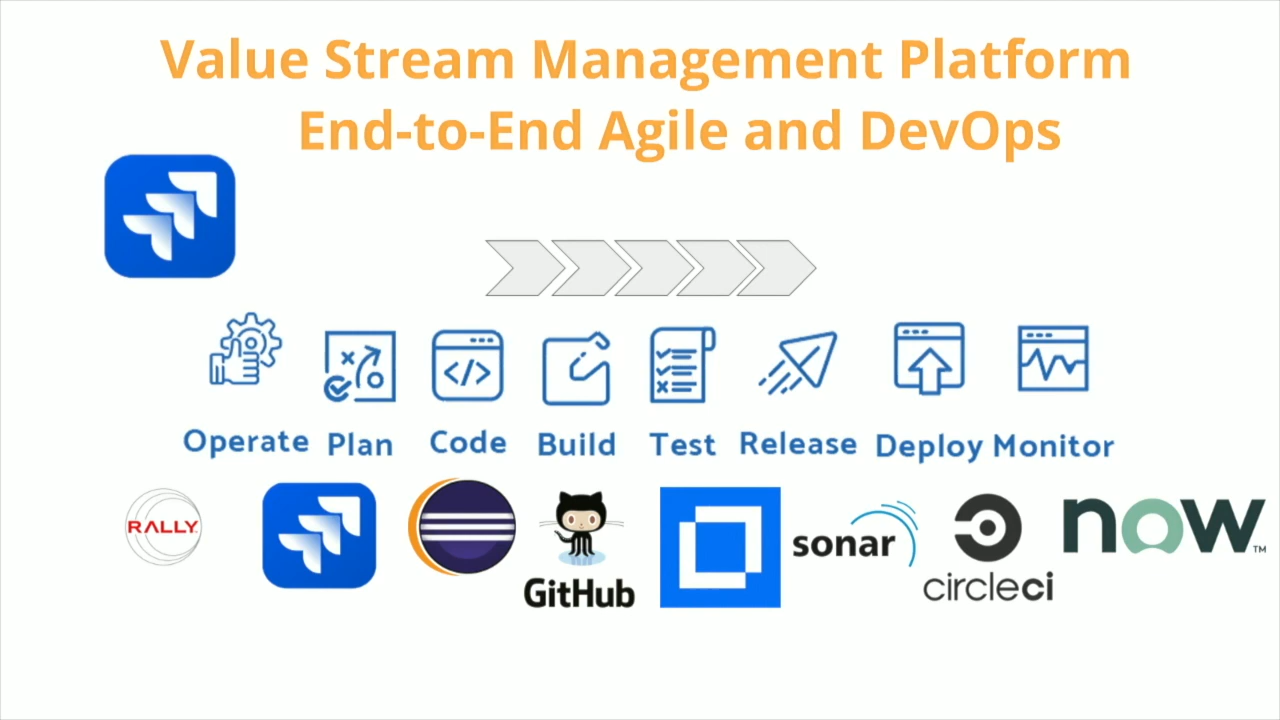 Value Stream Management Platform
End-to-End Agile and DevOps
Operate Plan Code Build Test Release Deploy Monitor
RALLY
GitHub
sonar
circleci
now™